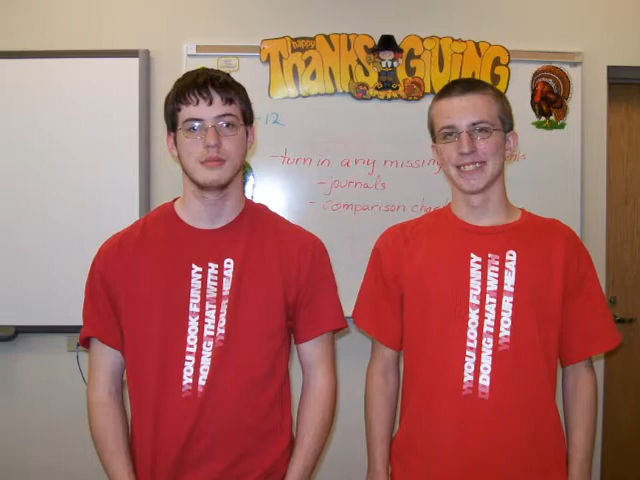 happy
Thanksgiving
12
turn in any missing
- journals
- comparison
YOU LOOK FUNNY
DOING THAT WITH
YOUR HEAD
YOU LOOK FUNNY
DOING THAT WITH
YOUR HEAD